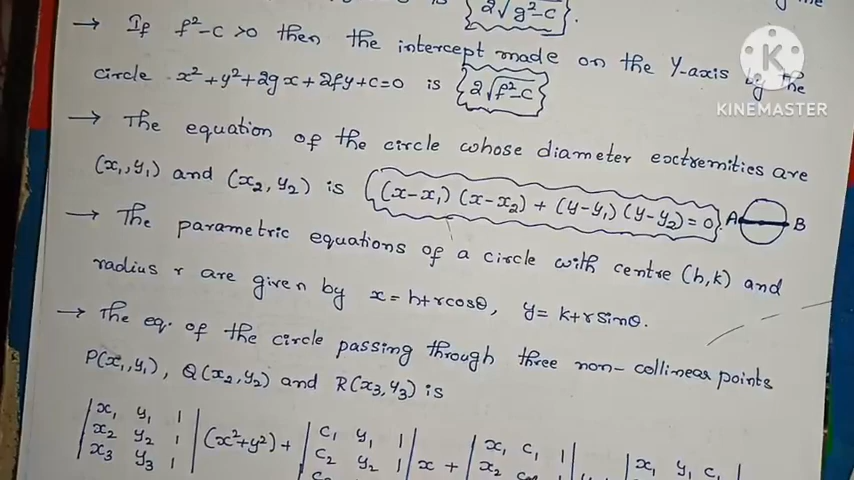 is 2√g²-c.
→ If f²-c >0 then the intercept made on the Y-axis by the
circle x²+y²+2gx+2fy+c=0 is 2√f²-c
→ The equation of the circle whose diameter extremities are
(x₁,y₁) and (x₂,y₂) is (x-x₁)(x-x₂)+(y-y₁)(y-y₂)=0 A B
→ The parametric equations of a circle with centre (h,k) and
radius r are given by x=h+rcosθ, y=k+rsinθ.
→ The eq. of the circle passing through three non-collinear points
P(x₁,y₁), Q(x₂,y₂) and R(x₃,y₃) is
|x₁ y₁ 1| |c₁ y₁ 1| |x₁ c₁ 1| |x₁ y₁ c₁|
|x₂ y₂ 1| (x²+y²)+ |c₂ y₂ 1| x + |x₂
|x₃ y₃ 1|
K
KINEMASTER